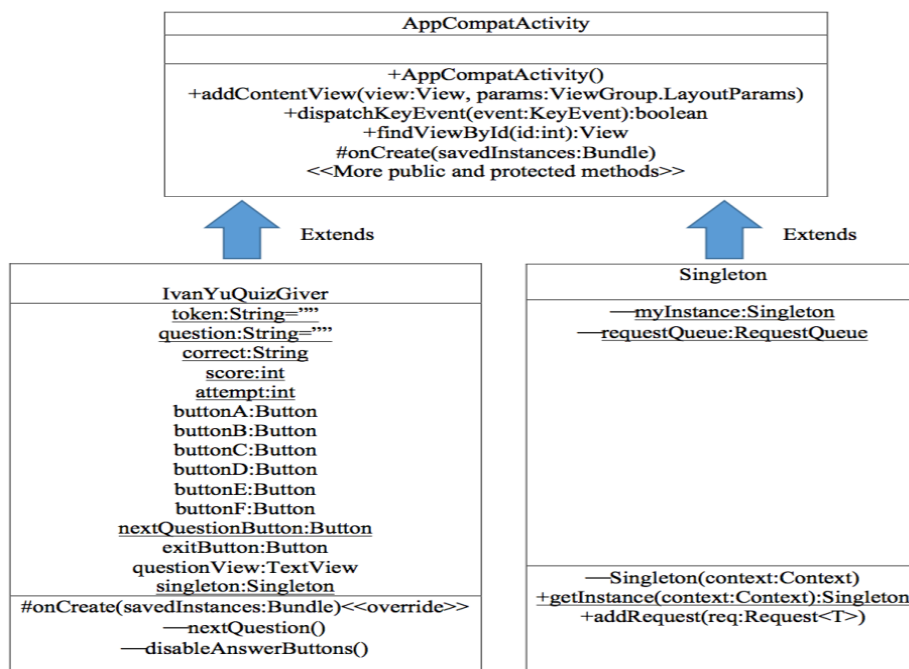 AppCompatActivity
+AppCompatActivity()
+addContentView(view:View, params:ViewGroup.LayoutParams)
+dispatchKeyEvent(event:KeyEvent):boolean
+findViewById(id:int):View
#onCreate(savedInstances:Bundle)
<<More public and protected methods>>
Extends
Extends
IvanYuQuizGiver
token:String=""
question:String=""
correct:String
score:int
attempt:int
buttonA:Button
buttonB:Button
buttonC:Button
buttonD:Button
buttonE:Button
buttonF:Button
nextQuestionButton:Button
exitButton:Button
questionView:TextView
singleton:Singleton
#onCreate(savedInstances:Bundle)<<override>>
—nextQuestion()
—disableAnswerButtons()
Singleton
—myInstance:Singleton
—requestQueue:RequestQueue
—Singleton(context:Context)
+getInstance(context:Context):Singleton
+addRequest(req:Request<T>)